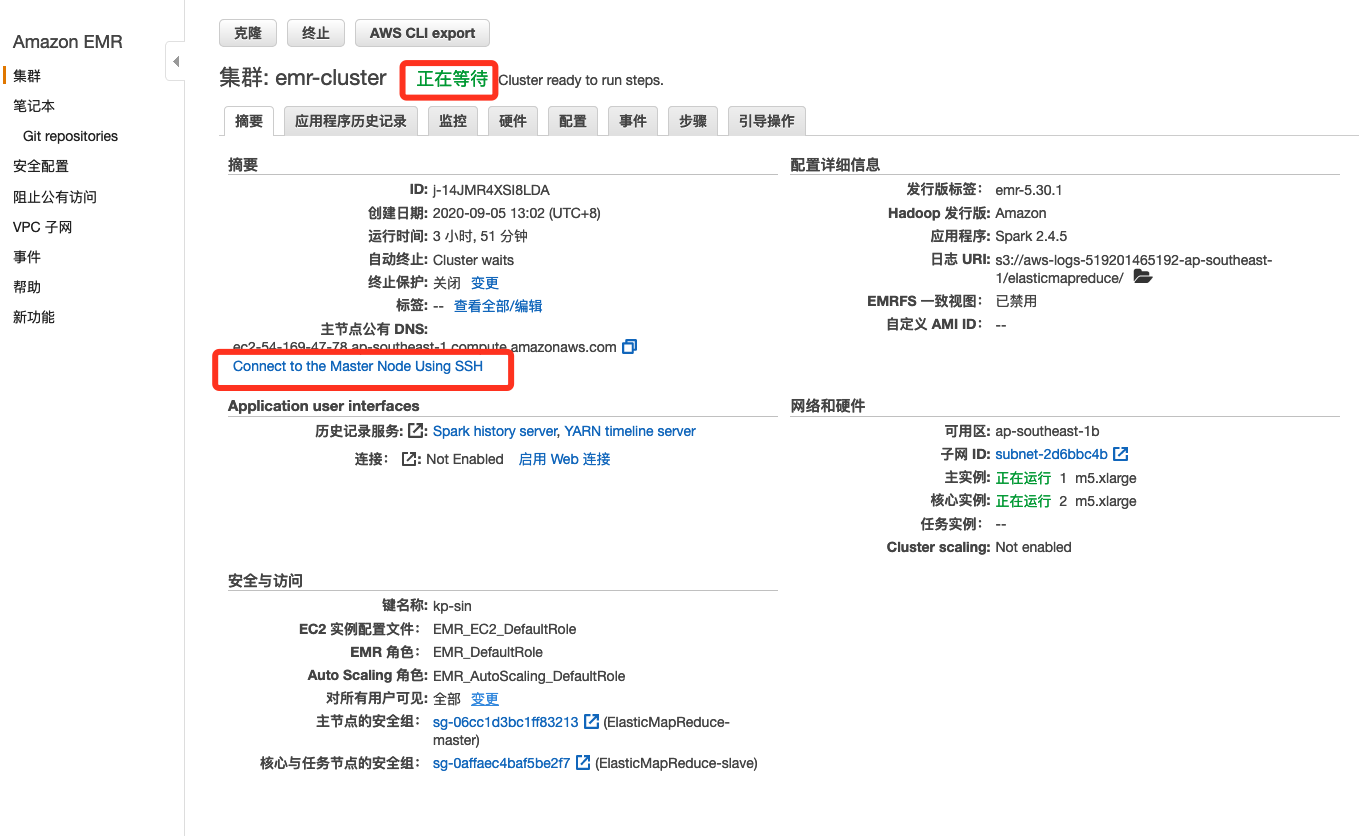 Amazon EMR
集群
笔记本
Git repositories
安全配置
阻止公有访问
VPC 子网
事件
帮助
新功能
克隆 终止 AWS CLI export
集群: emr-cluster 正在等待 Cluster ready to run steps.
摘要 应用程序历史记录 监控 硬件 配置 事件 步骤 引导操作
摘要
ID: j-14JMR4XSI8LDA
创建日期: 2020-09-05 13:02 (UTC+8)
运行时间: 3 小时, 51 分钟
自动终止: Cluster waits
终止保护: 关闭 变更
标签: -- 查看全部/编辑
主节点公有 DNS:
ec2-54-169-47-78.ap-southeast-1.compute.amazonaws.com
Connect to the Master Node Using SSH
配置详细信息
发行版标签: emr-5.30.1
Hadoop 发行版: Amazon
应用程序: Spark 2.4.5
日志 URI: s3://aws-logs-519201465192-ap-southeast-
1/elasticmapreduce/
EMRFS 一致视图: 已禁用
自定义 AMI ID: --
Application user interfaces
历史记录服务: : Spark history server, YARN timeline server
连接: : Not Enabled 启用 Web 连接
网络和硬件
可用区: ap-southeast-1b
子网 ID: subnet-2d6bbc4b
主实例: 正在运行 1 m5.xlarge
核心实例: 正在运行 2 m5.xlarge
任务实例: --
Cluster scaling: Not enabled
安全与访问
键名称: kp-sin
EC2 实例配置文件: EMR_EC2_DefaultRole
EMR 角色: EMR_DefaultRole
Auto Scaling 角色: EMR_AutoScaling_DefaultRole
对所有用户可见: 全部 变更
主节点的安全组: sg-06cc1d3bc1ff83213 (ElasticMapReduce-
master)
核心与任务节点的安全组: sg-0affaec4baf5be2f7 (ElasticMapReduce-slave)